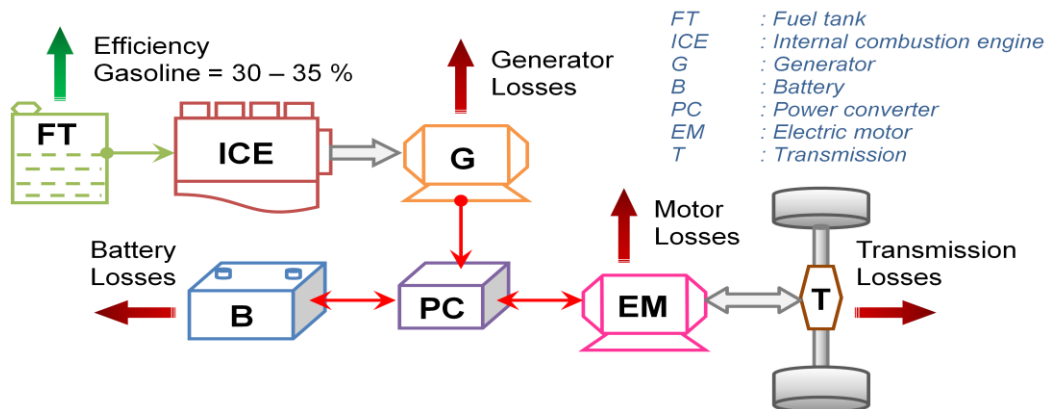 Efficiency
Gasoline = 30 – 35 %
Generator
Losses
FT : Fuel tank
ICE : Internal combustion engine
G : Generator
B : Battery
PC : Power converter
EM : Electric motor
T : Transmission
FT
ICE
G
Battery
Losses
B
PC
Motor
Losses
EM
T
Transmission
Losses